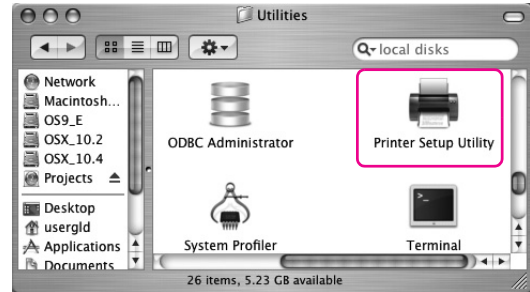 Utilities
local disks
Network
Macintosh...
OS9_E
OSX_10.2
OSX_10.4
Projects
Desktop
usergld
Applications
Documents
ODBC Administrator
Printer Setup Utility
System Profiler
Terminal
26 items, 5.23 GB available